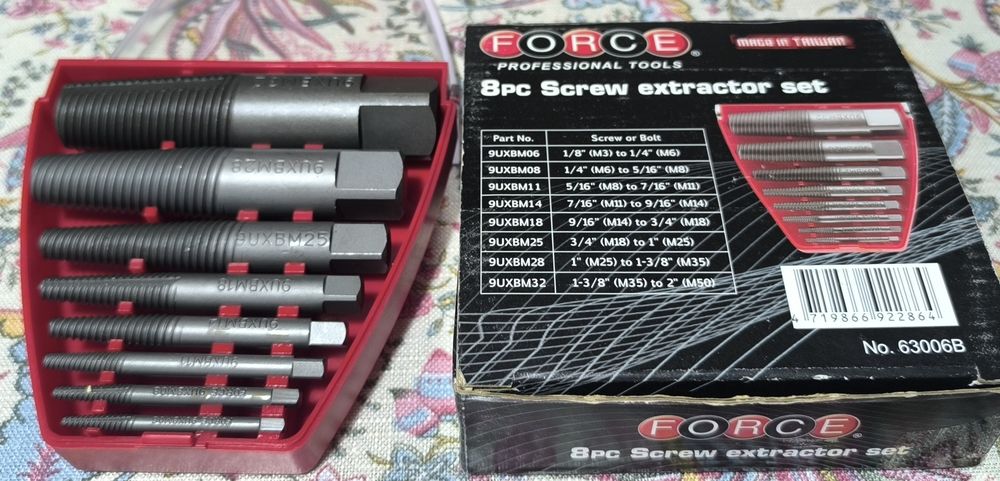 9UXBM28
9UXBM25
9UXBM18
9UXBM14
9UXBM11
FORCE®
PROFESSIONAL TOOLS
MADE IN TAIWAN
8PC Screw extractor set
Part No. Screw or Bolt
9UXBM06 1/8" (M3) to 1/4" (M6)
9UXBM08 1/4" (M6) to 5/16" (M8)
9UXBM11 5/16" (M8) to 7/16" (M11)
9UXBM14 7/16" (M11) to 9/16" (M14)
9UXBM18 9/16" (M14) to 3/4" (M18)
9UXBM25 3/4" (M18) to 1" (M25)
9UXBM28 1" (M25) to 1-3/8" (M35)
9UXBM32 1-3/8" (M35) to 2" (M50)
4 719866 922864
No. 63006B
FORCE®
8PC Screw extractor set